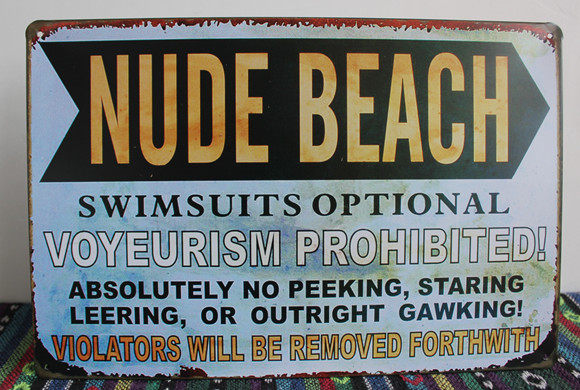 NUDE BEACH
SWIMSUITS OPTIONAL
VOYEURISM PROHIBITED!
ABSOLUTELY NO PEEKING, STARING
LEERING, OR OUTRIGHT GAWKING!
VIOLATORS WILL BE REMOVED FORTHWITH